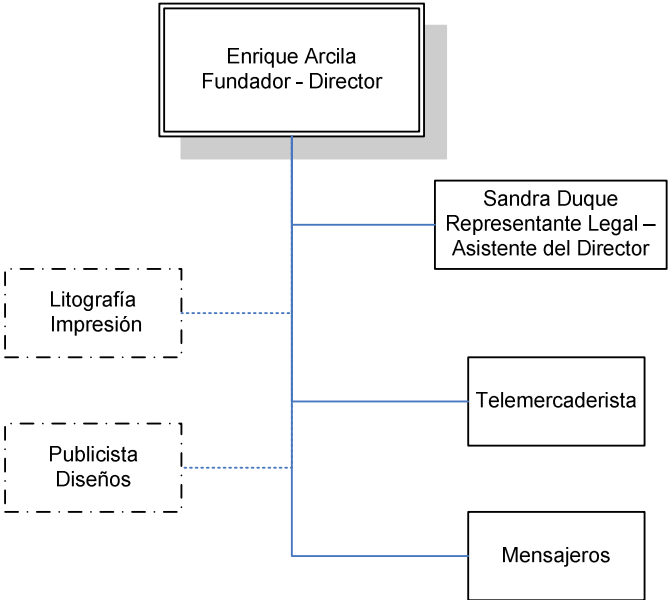 Enrique Arcila
Fundador - Director
Sandra Duque
Representante Legal –
Asistente del Director
Litografía
Impresión
Telemercaderista
Publicista
Diseños
Mensajeros